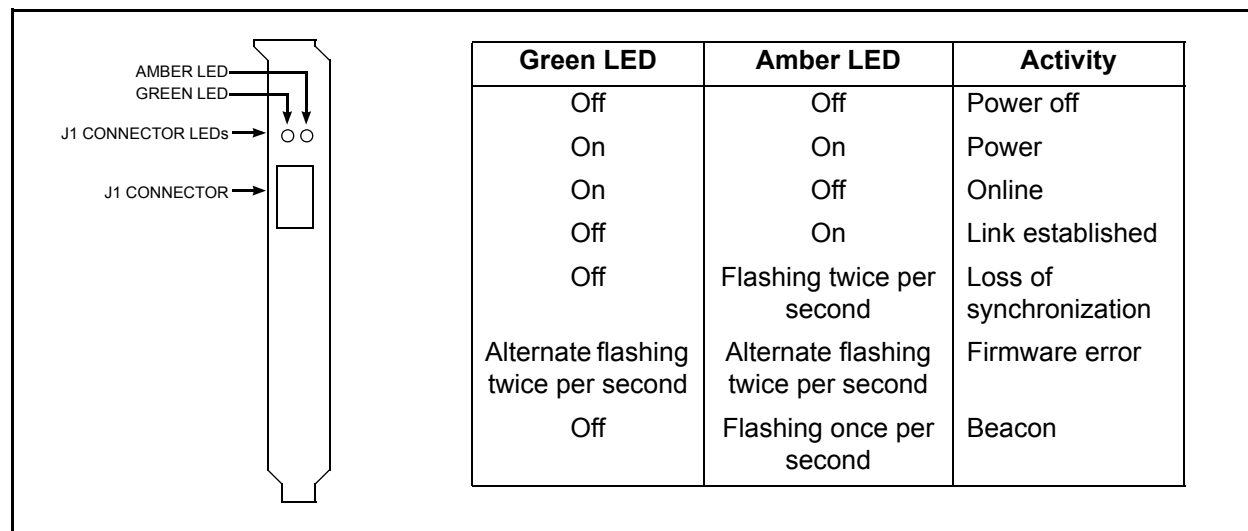 AMBER LED
GREEN LED
J1 CONNECTOR LEDs
J1 CONNECTOR
Green LED Amber LED Activity
Off Off Power off
On On Power
On Off Online
Off On Link established
Off Flashing twice per Loss of
second synchronization
Alternate flashing Alternate flashing Firmware error
twice per second twice per second
Off Flashing once per Beacon
second